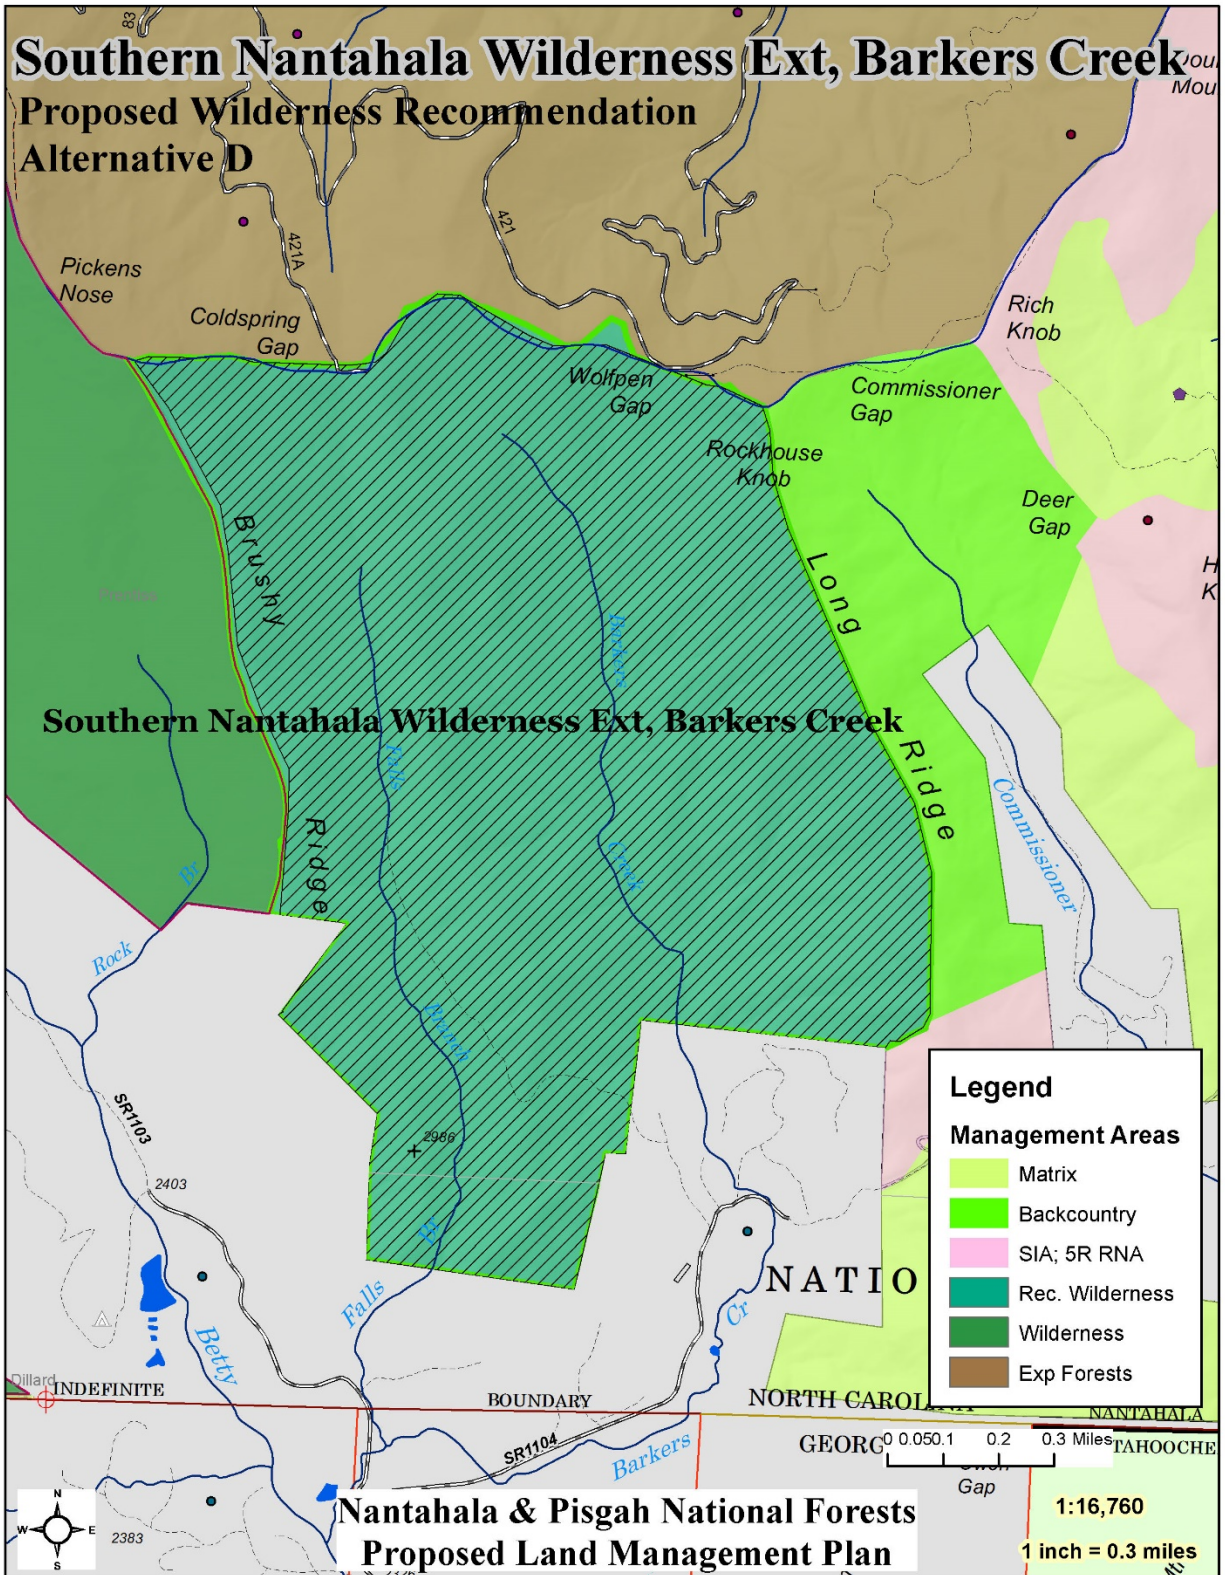 83
Southern Nantahala Wilderness Ext, Barkers Creek
Proposed Wilderness Recommendation
Alternative D
Mou
421
421A
Pickens
Nose
Coldspring
Gap
Rich
Knob
Wolfpen
Gap
Commissioner
Gap
Rockhouse
Knob
Deer
Gap
Brushy
Long
H
K
Prentiss
Barkers
Southern Nantahala Wilderness Ext, Barkers Creek
Falls
Ridge
Commissioner
Ridge
Creek
Br
Rock
Branch
SR1103
2986
2403
Br
Falls
Betty
Cr
NATIO
Legend
Management Areas
Matrix
Backcountry
SIA; 5R RNA
Rec. Wilderness
Wilderness
Exp Forests
Dillard
INDEFINITE
BOUNDARY
NORTH CAROLINA
NANTAHALA
GEORG
TAHOOCHE
0 0.05 0.1 0.2 0.3 Miles
SR1104
Barkers
Gap
2383
N
W E
S
Nantahala & Pisgah National Forests
Proposed Land Management Plan
1:16,760
1 inch = 0.3 miles